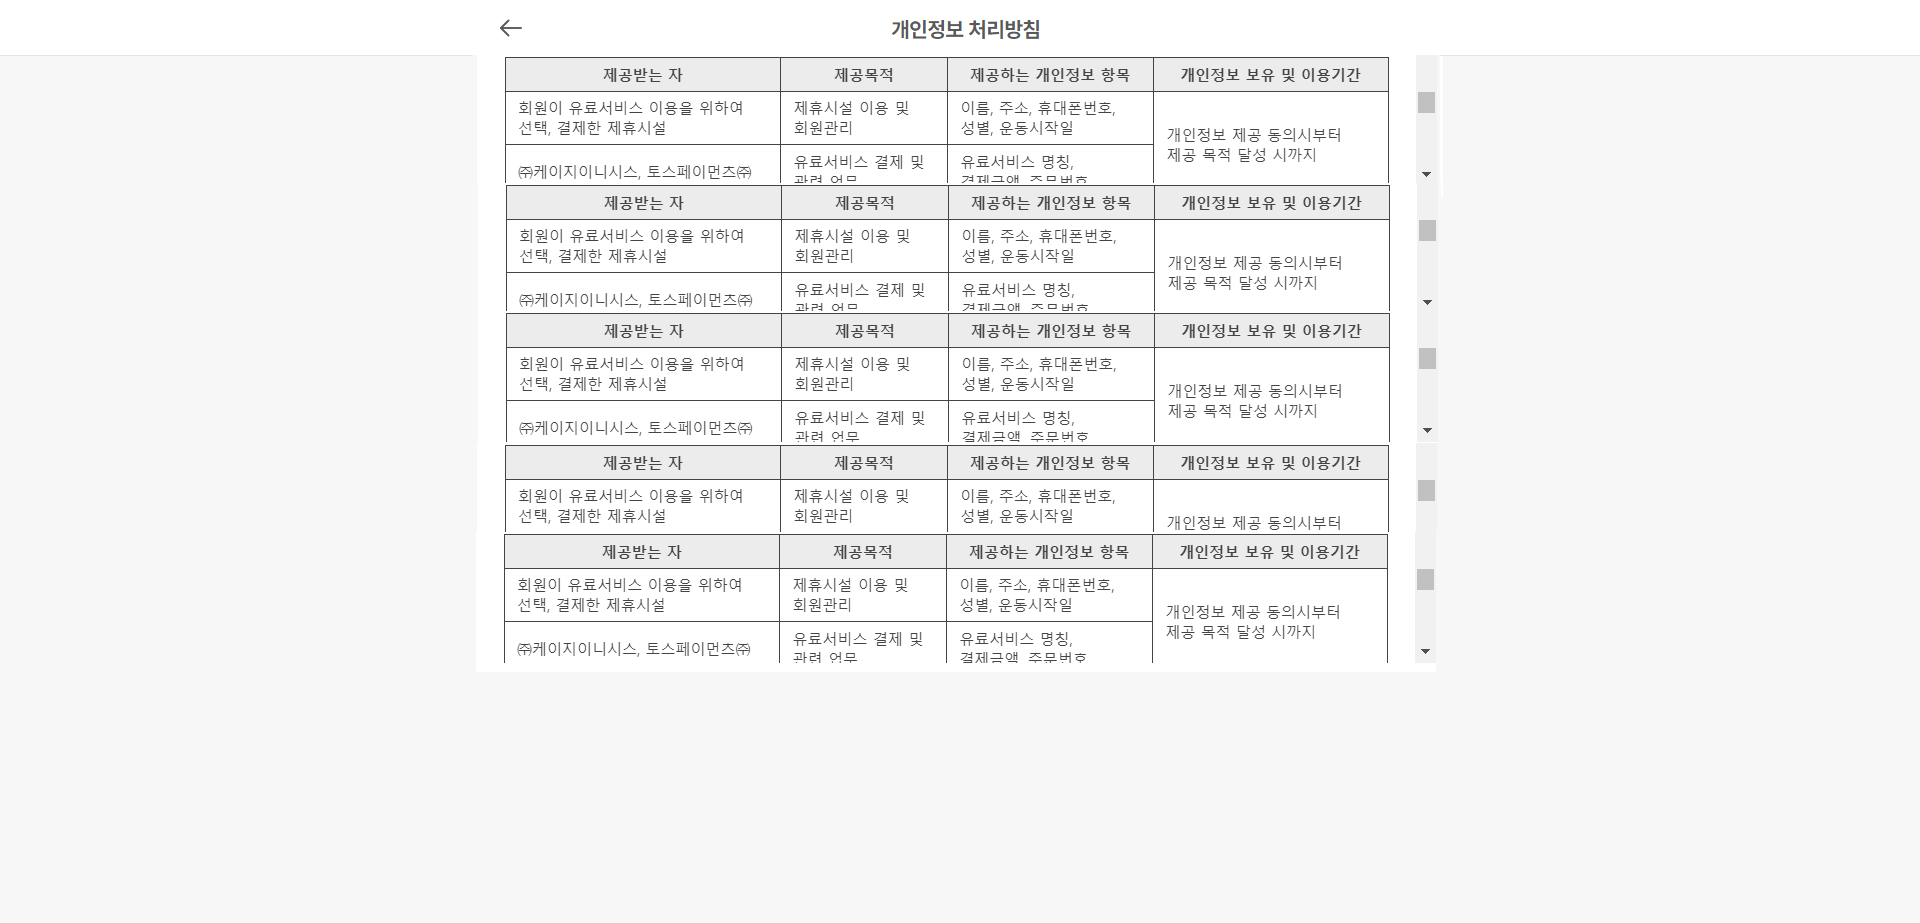 개인정보 처리방침
제공받는 자 제공목적 제공하는 개인정보 항목 개인정보 보유 및 이용기간
회원이 유료서비스 이용을 위하여 제휴시설 이용 및 이름, 주소, 휴대폰번호,
선택, 결제한 제휴시설 회원관리 성별, 운동시작일
개인정보 제공 동의시부터
제공 목적 달성 시까지
㈜케이지이니시스, 토스페이먼츠㈜ 유료서비스 결제 및 유료서비스 명칭,
관련 업무 결제금액, 주문번호
제공받는 자 제공목적 제공하는 개인정보 항목 개인정보 보유 및 이용기간
회원이 유료서비스 이용을 위하여 제휴시설 이용 및 이름, 주소, 휴대폰번호,
선택, 결제한 제휴시설 회원관리 성별, 운동시작일
개인정보 제공 동의시부터
제공 목적 달성 시까지
㈜케이지이니시스, 토스페이먼츠㈜ 유료서비스 결제 및 유료서비스 명칭,
관련 업무 결제금액, 주문번호
제공받는 자 제공목적 제공하는 개인정보 항목 개인정보 보유 및 이용기간
회원이 유료서비스 이용을 위하여 제휴시설 이용 및 이름, 주소, 휴대폰번호,
선택, 결제한 제휴시설 회원관리 성별, 운동시작일
개인정보 제공 동의시부터
제공 목적 달성 시까지
㈜케이지이니시스, 토스페이먼츠㈜ 유료서비스 결제 및 유료서비스 명칭,
관련 업무 결제금액, 주문번호
제공받는 자 제공목적 제공하는 개인정보 항목 개인정보 보유 및 이용기간
회원이 유료서비스 이용을 위하여 제휴시설 이용 및 이름, 주소, 휴대폰번호,
선택, 결제한 제휴시설 회원관리 성별, 운동시작일
개인정보 제공 동의시부터
제공받는 자 제공목적 제공하는 개인정보 항목 개인정보 보유 및 이용기간
회원이 유료서비스 이용을 위하여 제휴시설 이용 및 이름, 주소, 휴대폰번호,
선택, 결제한 제휴시설 회원관리 성별, 운동시작일
개인정보 제공 동의시부터
제공 목적 달성 시까지
㈜케이지이니시스, 토스페이먼츠㈜ 유료서비스 결제 및 유료서비스 명칭,
관련 업무 결제금액, 주문번호